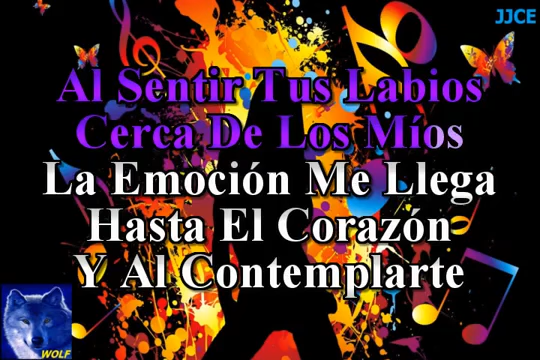 JJCE
Al Sentir Tus Labios
Cerca De Los Míos
La Emoción Me Llega
Hasta El Corazón
Y Al Contemplarte
WOLF